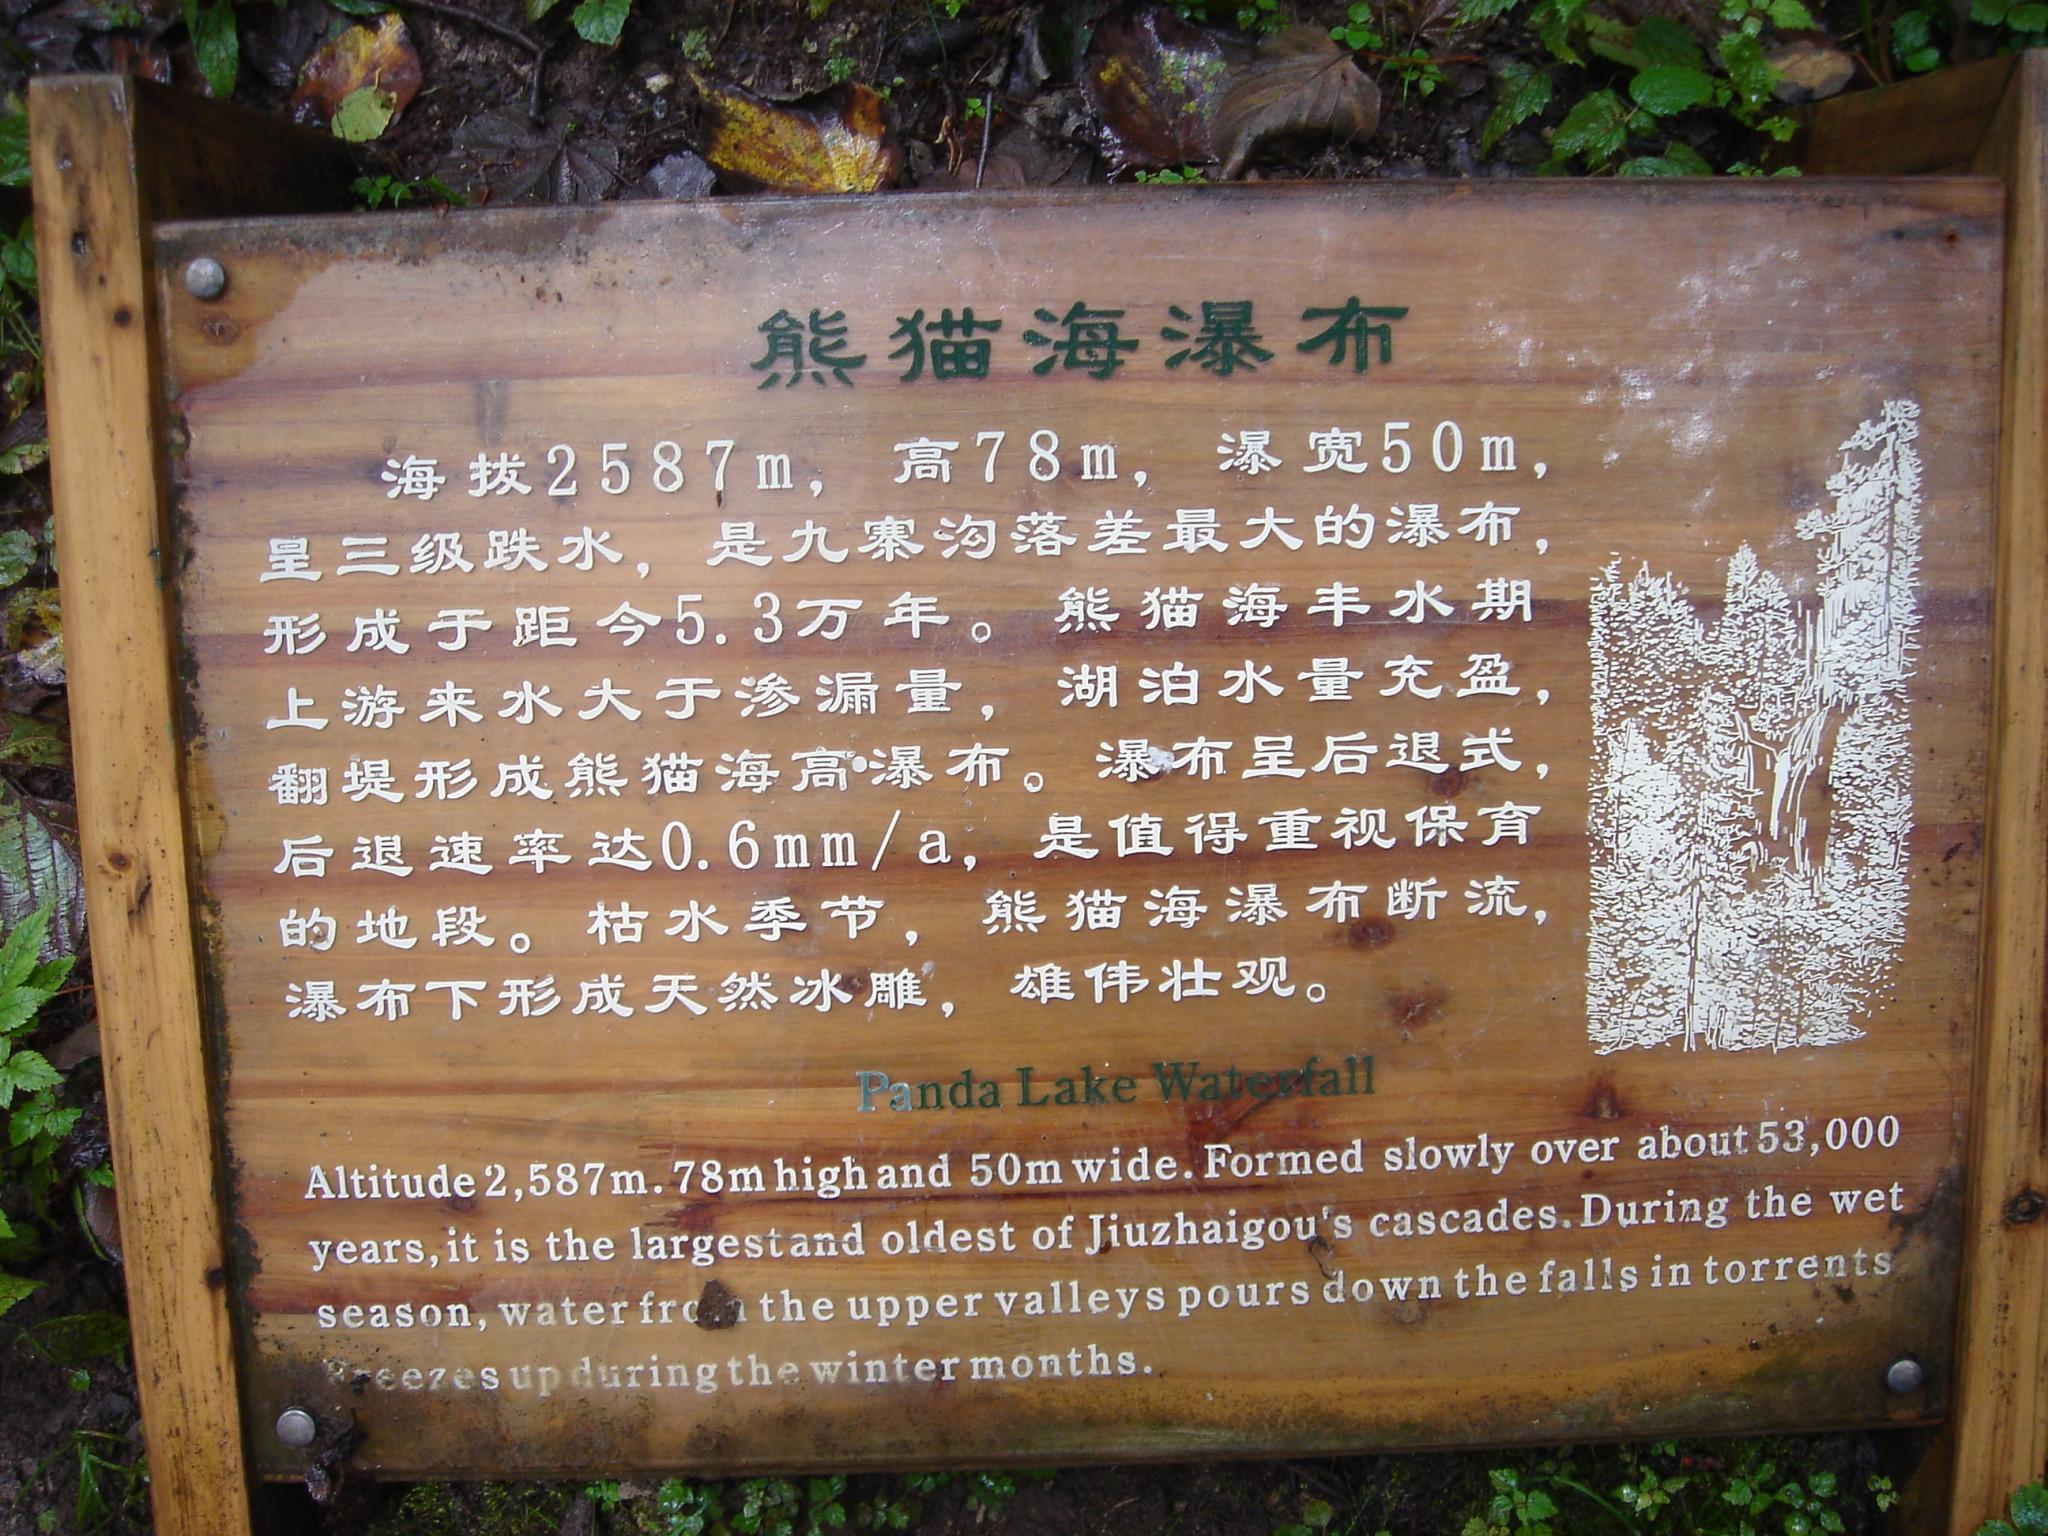 熊猫海瀑布
海拔2587m，高78m，瀑宽50m，
呈三级跌水，是九寨沟落差最大的瀑布，
形成于距今5.3万年。熊猫海丰水期
上游来水大于渗漏量，湖泊水量充盈，
翻堤形成熊猫海高瀑布。瀑布呈后退式，
后退速率达0.6mm/a，是值得重视保育
的地段。枯水季节，熊猫海瀑布断流，
瀑布下形成天然冰雕，雄伟壮观。
Panda Lake Waterfall
Altitude 2,587m. 78m high and 50m wide. Formed slowly over about 53,000
years, it is the largest and oldest of Jiuzhaigou's cascades. During the wet
season, water from the upper valleys pours down the falls in torrents
freezes up during the winter months.